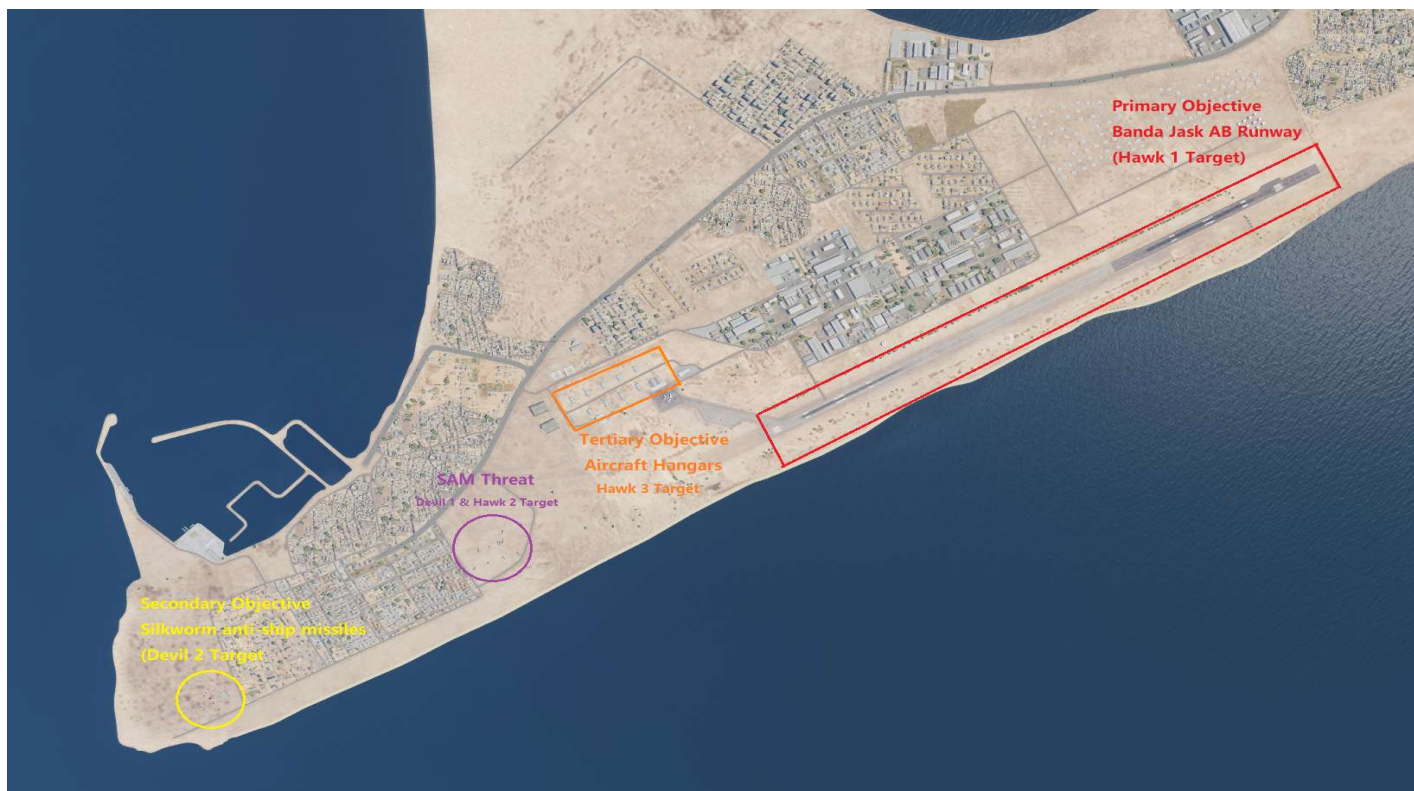 Primary Objective
Banda Jask AB Runway
(Hawk 1 Target)
Tertiary Objective
Aircraft Hangars
Hawk 3 Target
SAM Threat
Devil 1 & Hawk 2 Target
Secondary Objective
Silkworm anti-ship missiles
(Devil 2 Target